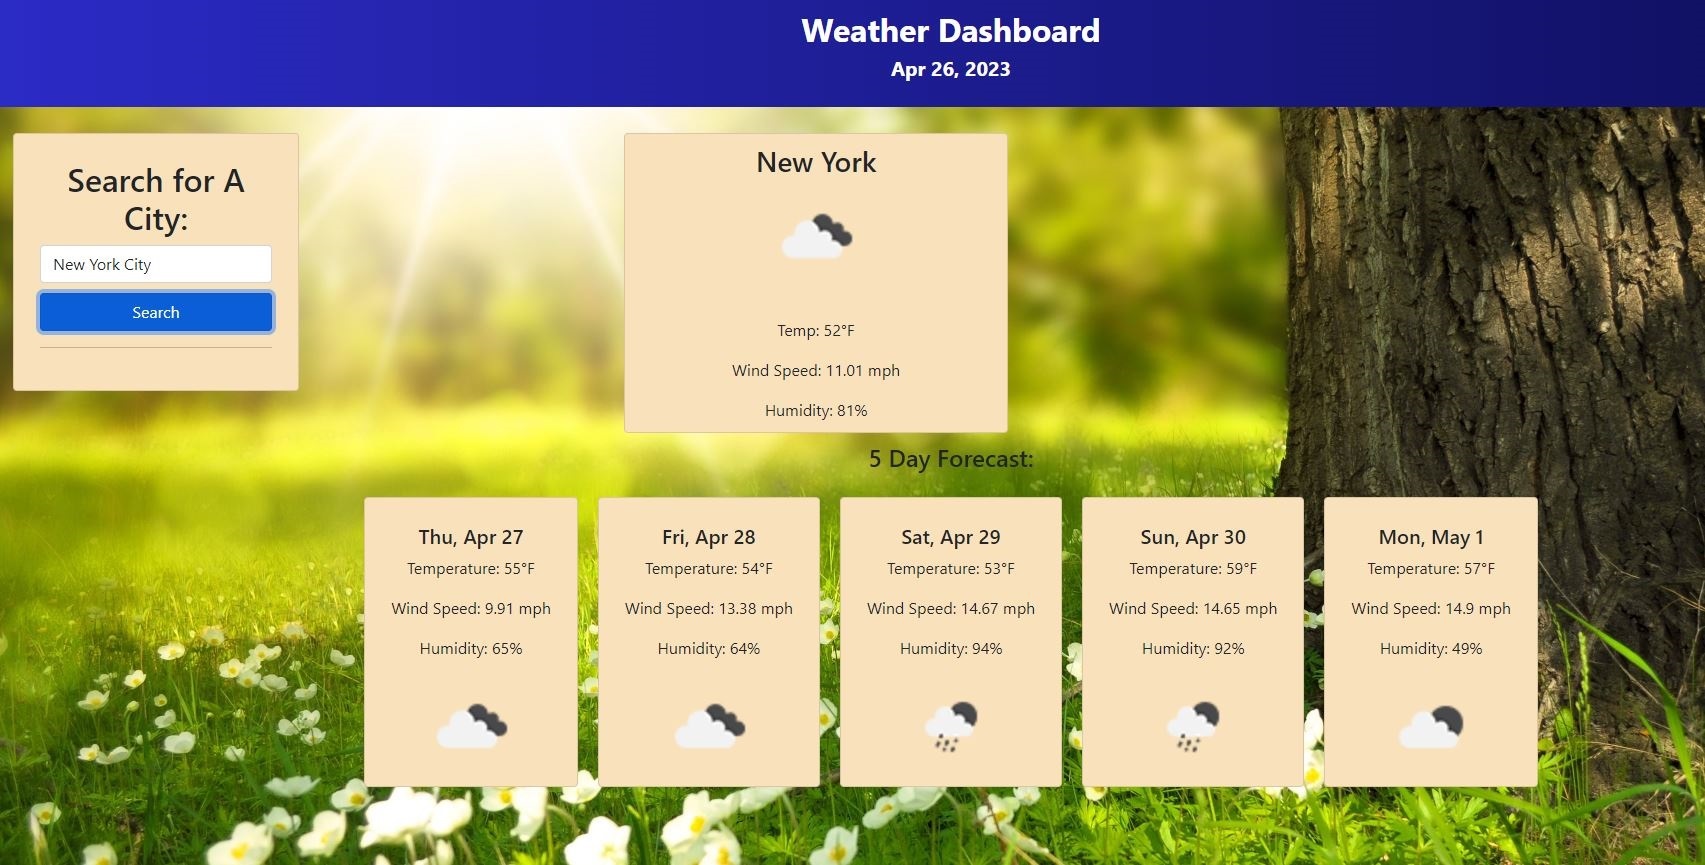 Weather Dashboard
Apr 26, 2023
Search for A
City:
New York City
Search
New York
Temp: 52°F
Wind Speed: 11.01 mph
Humidity: 81%
5 Day Forecast:
Thu, Apr 27
Temperature: 55°F
Wind Speed: 9.91 mph
Humidity: 65%
Fri, Apr 28
Temperature: 54°F
Wind Speed: 13.38 mph
Humidity: 64%
Sat, Apr 29
Temperature: 53°F
Wind Speed: 14.67 mph
Humidity: 94%
Sun, Apr 30
Temperature: 59°F
Wind Speed: 14.65 mph
Humidity: 92%
Mon, May 1
Temperature: 57°F
Wind Speed: 14.9 mph
Humidity: 49%